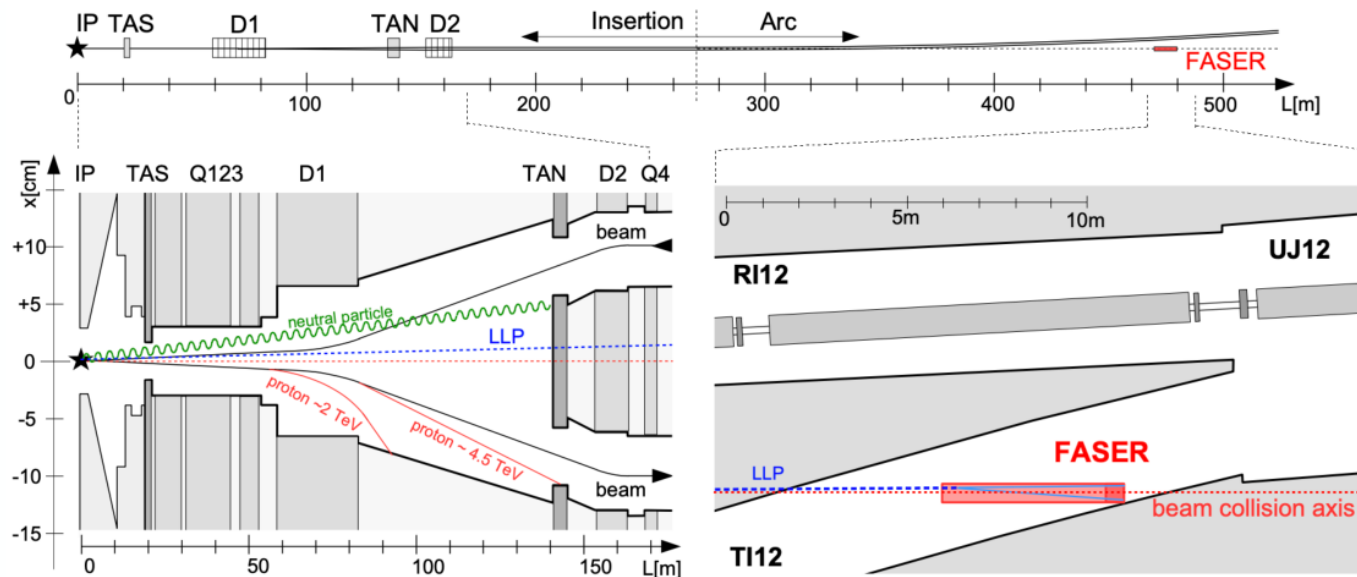 IP TAS D1 TAN D2 Insertion Arc
FASER
0 100 200 300 400 500 L[m]
x[cm]
IP TAS Q123 D1 TAN D2 Q4
+10
+5
0
-5
-10
-15
beam
neutral particle
LLP
proton ~2 TeV
proton ~ 4.5 TeV
beam
0 50 100 150 L[m]
0 5m 10m
RI12
UJ12
FASER
LLP
beam collision axis
TI12